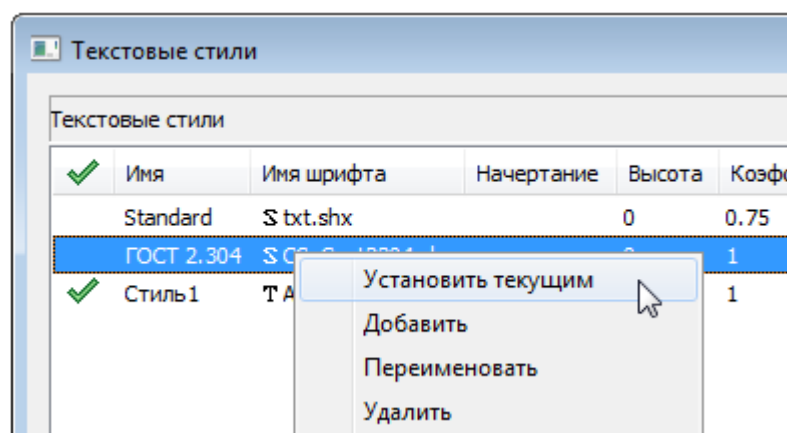 Текстовые стили
Текстовые стили
Имя Имя шрифта Начертание Высота
Standard txt.shx 0 0.75
ГОСТ 2.304 1
Стиль1 1
Установить текущим
Добавить
Переименовать
Удалить